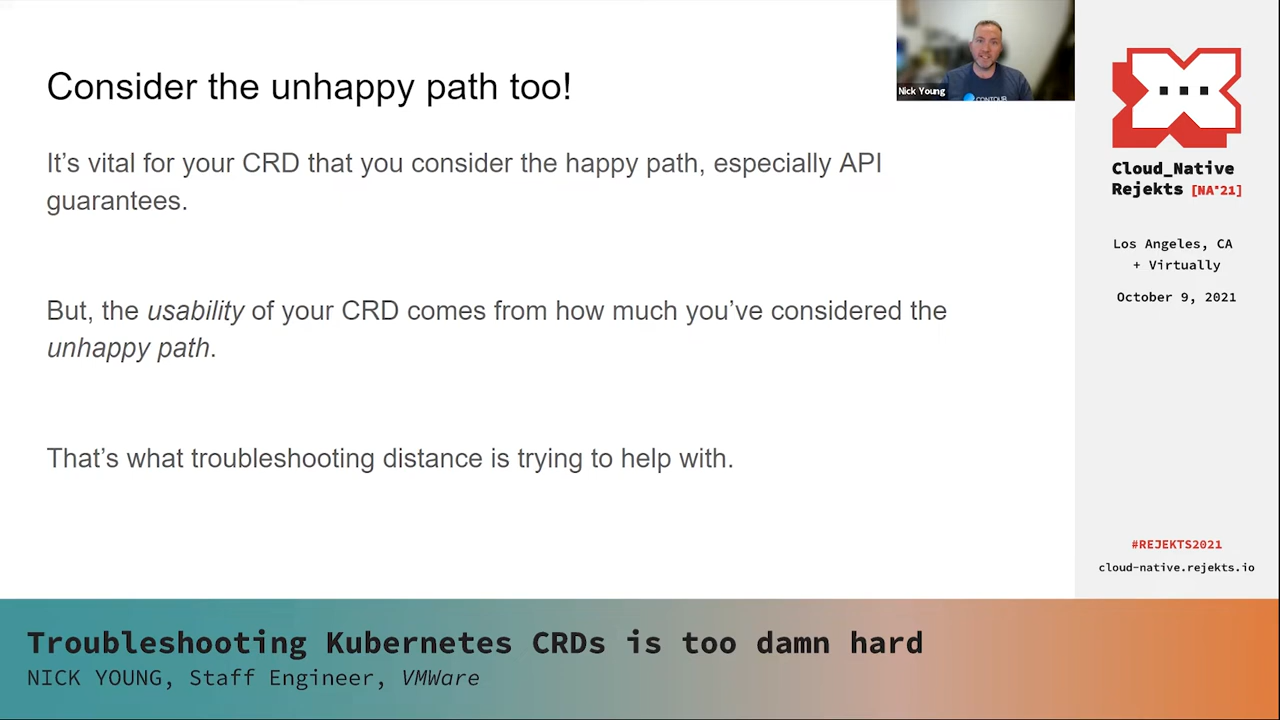 Consider the unhappy path too!
It’s vital for your CRD that you consider the happy path, especially API
guarantees.
But, the usability of your CRD comes from how much you’ve considered the
unhappy path.
That’s what troubleshooting distance is trying to help with.
CONTOUR
Nick Young
Cloud_Native
Rejekts [NA'21]
Los Angeles, CA
+ Virtually
October 9, 2021
#REJEKTS2021
cloud-native.rejekts.io
Troubleshooting Kubernetes CRDs is too damn hard
NICK YOUNG, Staff Engineer, VMWare